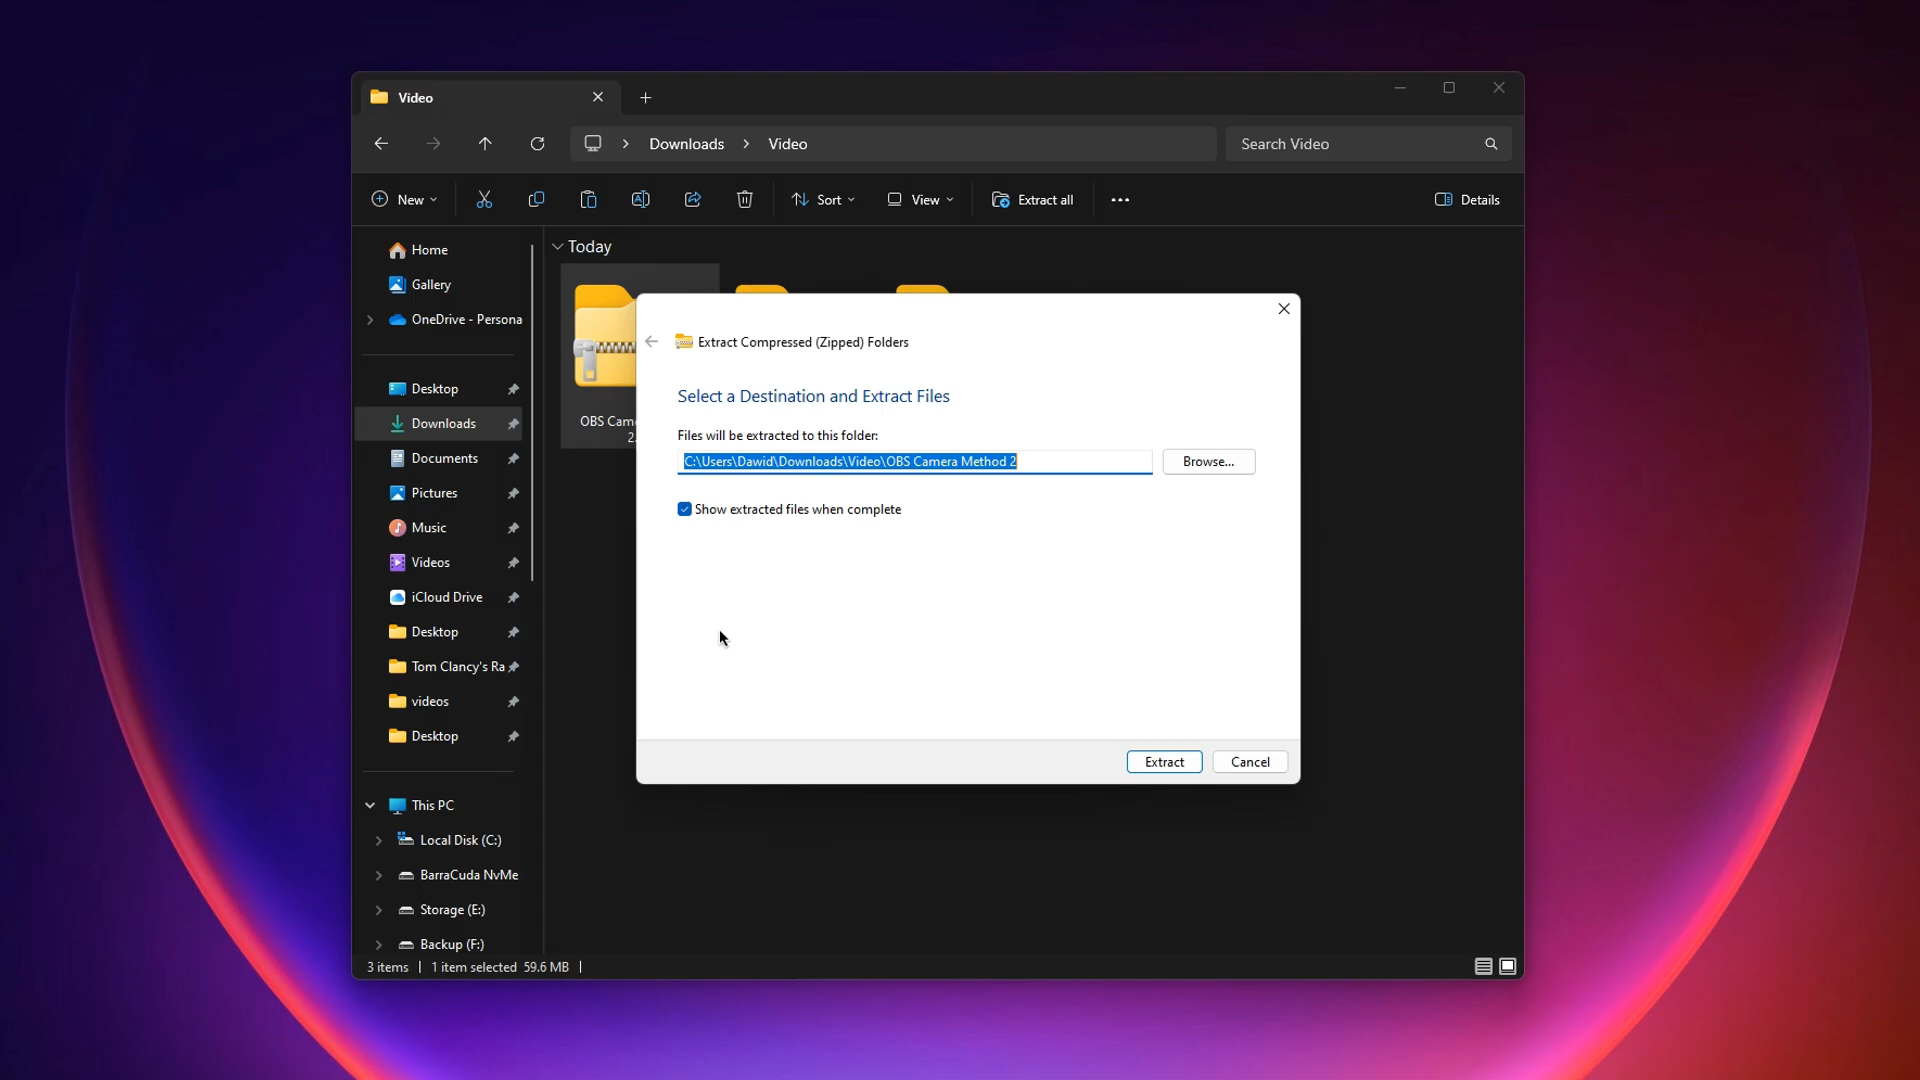 Video
Downloads
Video
Search Video
New
Sort
View
Extract all
Details
Home
Gallery
OneDrive - Persona
Desktop
Downloads
Documents
Pictures
Music
Videos
iCloud Drive
Desktop
Tom Clancy's Ra
videos
Desktop
This PC
Local Disk (C:)
BarraCuda NvMe
Storage (E:)
Backup (F:)
Today
OBS Cam
2.
Extract Compressed (Zipped) Folders
Select a Destination and Extract Files
Files will be extracted to this folder:
C:\Users\Dawid\Downloads\Video\OBS Camera Method 2
Browse...
Show extracted files when complete
Extract
Cancel
3 items
1 item selected 59.6 MB